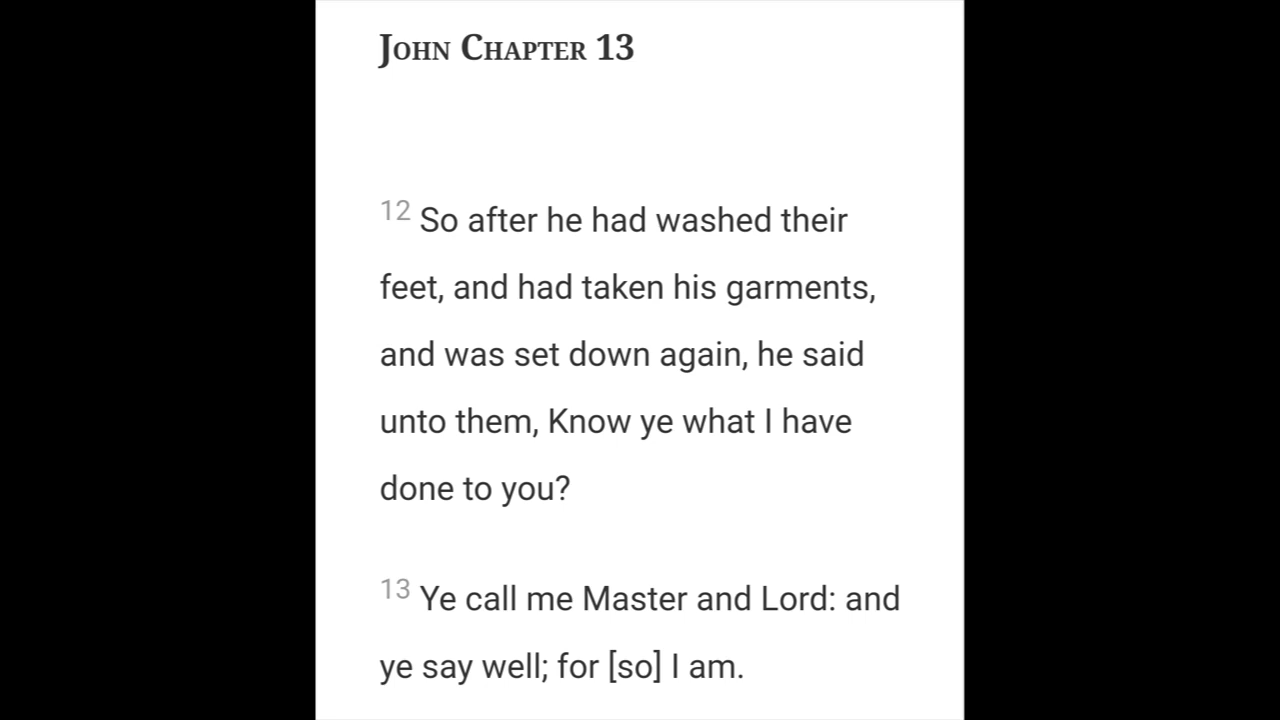 John Chapter 13
12 So after he had washed their
feet, and had taken his garments,
and was set down again, he said
unto them, Know ye what I have
done to you?
13 Ye call me Master and Lord: and
ye say well; for [so] I am.